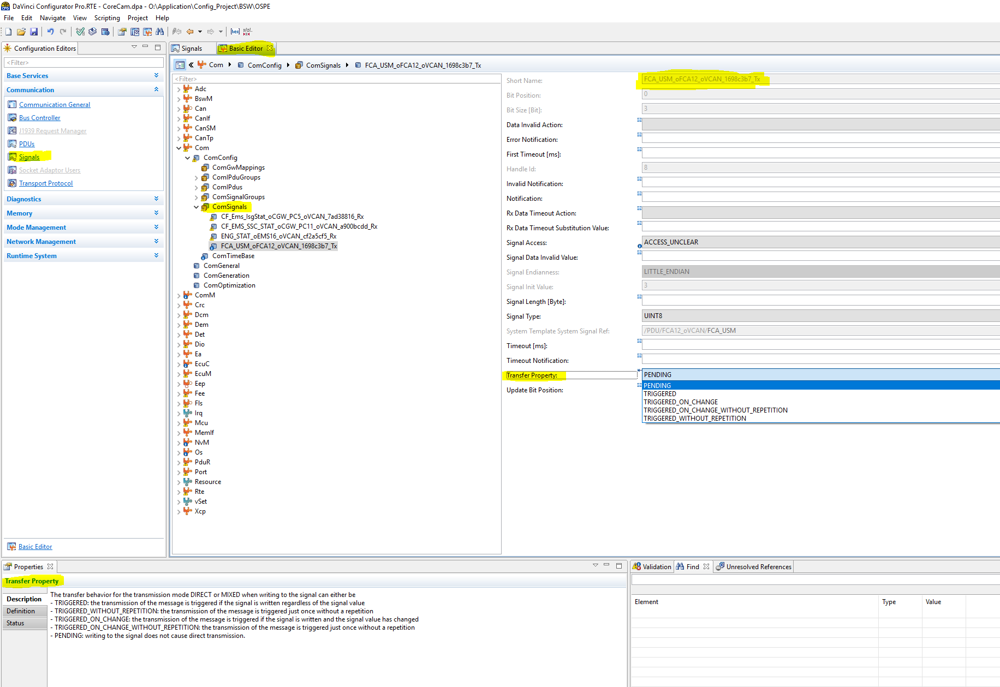 DaVinci Configurator Pro.RTE - CoreCam.dpa - O:\Application\Config_Project\BSW\OSPE
File Edit Navigate View Scripting Project Help
Configuration Editors
<Filter>
Base Services
Communication
Communication General
Bus Controller
J1939 Request Manager
PDUs
Signals
Socket Adaptor Users
Transport Protocol
Diagnostics
Memory
Mode Management
Network Management
Runtime System
Basic Editor
Signals
Basic Editor
Com ComConfig ComSignals FCA_USM_oFCA12_oVCAN_1698c3b7_Tx
<Filter>
Adc
BswM
Can
CanIf
CanSM
CanTp
Com
ComConfig
ComGwMappings
ComIPduGroups
ComIPdus
ComSignalGroups
ComSignals
CF_Ems_IsgStat_oCGW_PC5_oVCAN_7ad38816_Rx
CF_EMS_SSC_STAT_oCGW_PC11_oVCAN_a900bcdd_Rx
ENG_STAT_oEMS16_oVCAN_cf2a5cf5_Rx
FCA_USM_oFCA12_oVCAN_1698c3b7_Tx
ComTimeBase
ComGeneral
ComGeneration
ComOptimization
ComM
Crc
Dcm
Dem
Det
Dio
Ea
EcuC
EcuM
Eep
Fee
Fls
Irq
Mcu
MemIf
NvM
Os
PduR
Port
Resource
Rte
vSet
Xcp
Short Name: FCA_USM_oFCA12_oVCAN_1698c3b7_Tx
Bit Position: 0
Bit Size [Bit]: 3
Data Invalid Action:
Error Notification:
First Timeout [ms]:
Handle Id: 8
Invalid Notification:
Notification:
Rx Data Timeout Action:
Rx Data Timeout Substitution Value:
Signal Access: ACCESS_UNCLEAR
Signal Data Invalid Value:
Signal Endianness: LITTLE_ENDIAN
Signal Init Value: 3
Signal Length [Byte]:
Signal Type: UINT8
System Template System Signal Ref: /PDU/FCA12_oVCAN/FCA_USM
Timeout [ms]:
Timeout Notification:
Transfer Property: PENDING
Update Bit Position:
PENDING
TRIGGERED
TRIGGERED_ON_CHANGE
TRIGGERED_ON_CHANGE_WITHOUT_REPETITION
TRIGGERED_WITHOUT_REPETITION
Properties
Transfer Property
Description
Definition
Status
The transfer behavior for the transmission mode DIRECT or MIXED when writing to the signal can either be
- TRIGGERED: the transmission of the message is triggered if the signal is written regardless of the signal value
- TRIGGERED_WITHOUT_REPETITION: the transmission of the message is triggered just once without a repetition
- TRIGGERED_ON_CHANGE: the transmission of the message is triggered if the signal is written and the signal value has changed
- TRIGGERED_ON_CHANGE_WITHOUT_REPETITION: the transmission of the message is triggered just once without a repetition
- PENDING: writing to the signal does not cause direct transmission.
Validation Find Unresolved References
Element Type Value